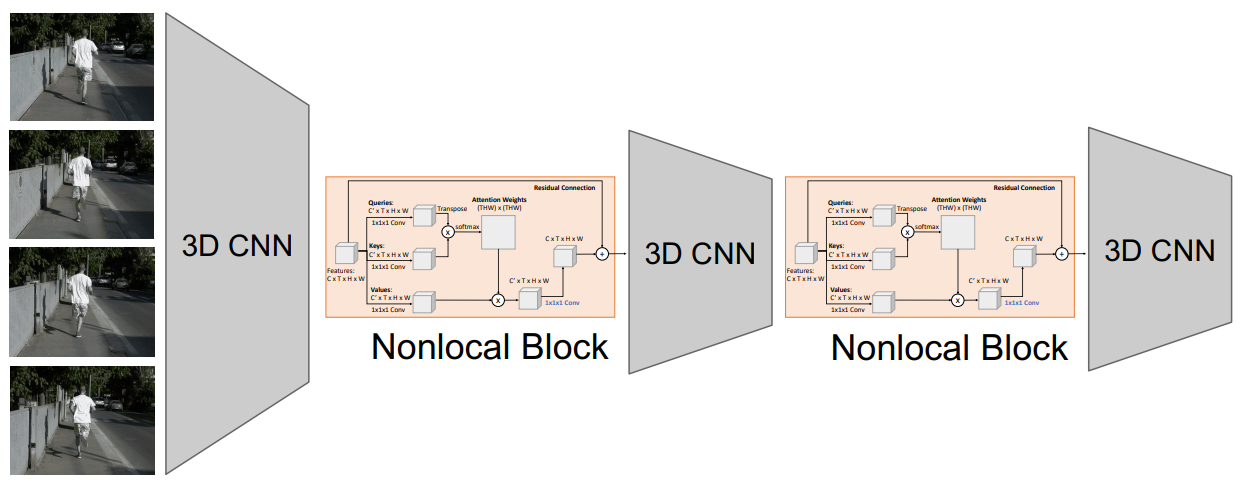 3D CNN
Residual Connection
Queries:
C' x T x H x W
1x1x1 Conv
Transpose
Attention Weights
(THW) x (THW)
softmax
x
Keys:
C' x T x H x W
1x1x1 Conv
Features:
C x T x H x W
Values:
C' x T x H x W
1x1x1 Conv
x
C' x T x H x W
1x1x1 Conv
C x T x H x W
+
Nonlocal Block
3D CNN
Residual Connection
Queries:
C' x T x H x W
1x1x1 Conv
Transpose
Attention Weights
(THW) x (THW)
softmax
x
Keys:
C' x T x H x W
1x1x1 Conv
Features:
C x T x H x W
Values:
C' x T x H x W
1x1x1 Conv
x
C' x T x H x W
1x1x1 Conv
C x T x H x W
+
Nonlocal Block
3D CNN